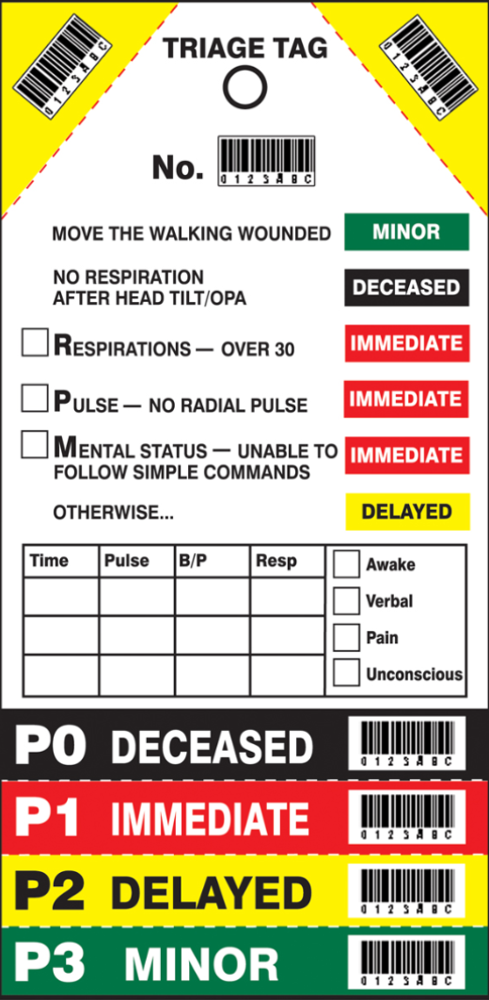 0123ABC
0123ABC
TRIAGE TAG
No. 0123ABC
MOVE THE WALKING WOUNDED MINOR
NO RESPIRATION
AFTER HEAD TILT/OPA DECEASED
RESPIRATIONS — OVER 30 IMMEDIATE
PULSE — NO RADIAL PULSE IMMEDIATE
MENTAL STATUS — UNABLE TO
FOLLOW SIMPLE COMMANDS IMMEDIATE
OTHERWISE... DELAYED
Time Pulse B/P Resp Awake
Verbal
Pain
Unconscious
P0 DECEASED 0123ABC
P1 IMMEDIATE 0123ABC
P2 DELAYED 0123ABC
P3 MINOR 0123ABC